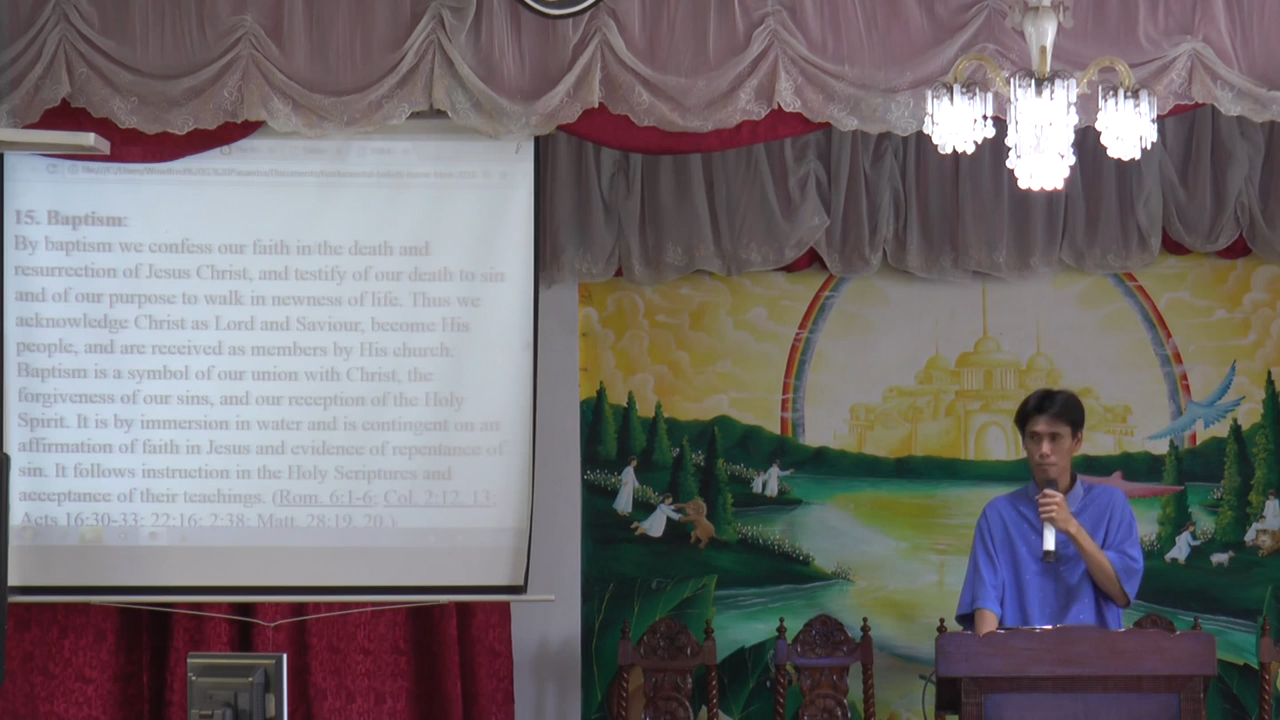 15. Baptism:
By baptism we confess our faith in the death and
resurrection of Jesus Christ, and testify of our death to sin
and of our purpose to walk in newness of life. Thus we
acknowledge Christ as Lord and Saviour, become His
people, and are received as members by His church.
Baptism is a symbol of our union with Christ, the
forgiveness of our sins, and our reception of the Holy
Spirit. It is by immersion in water and is contingent on an
affirmation of faith in Jesus and evidence of repentance of
sin. It follows instruction in the Holy Scriptures and
acceptance of their teachings. (Rom. 6:1-6; Col. 2:12, 13;
Acts 16:30-33; 22:16; 2:38; Matt. 28:19, 20.)